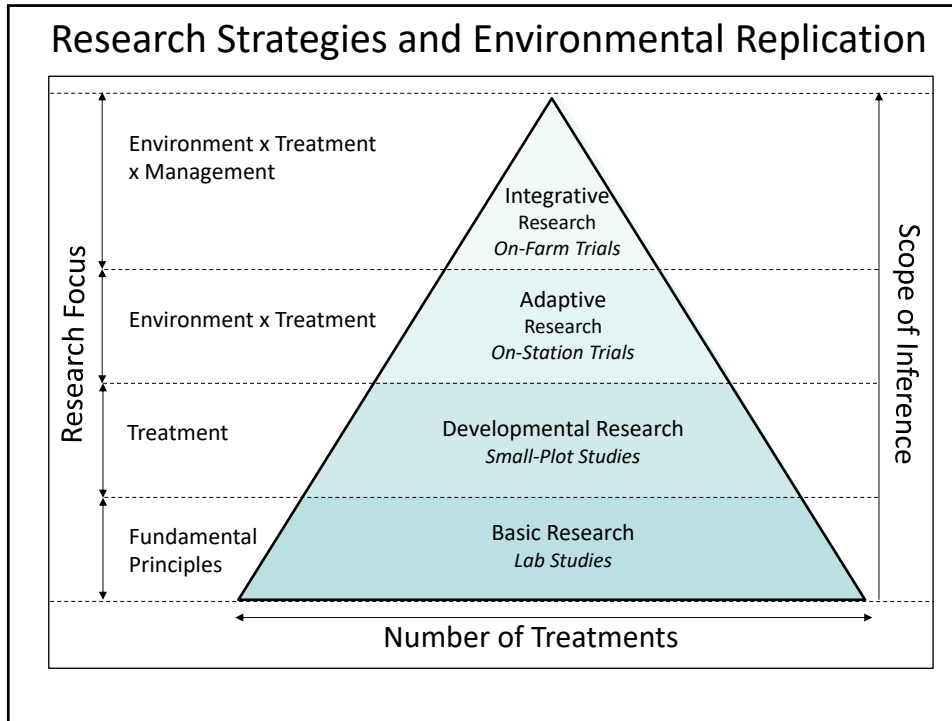 Research Strategies and Environmental Replication
Research Focus
Environment x Treatment
x Management
Environment x Treatment
Treatment
Fundamental
Principles
Integrative
Research
On-Farm Trials
Adaptive
Research
On-Station Trials
Developmental Research
Small-Plot Studies
Basic Research
Lab Studies
Scope of Inference
Number of Treatments